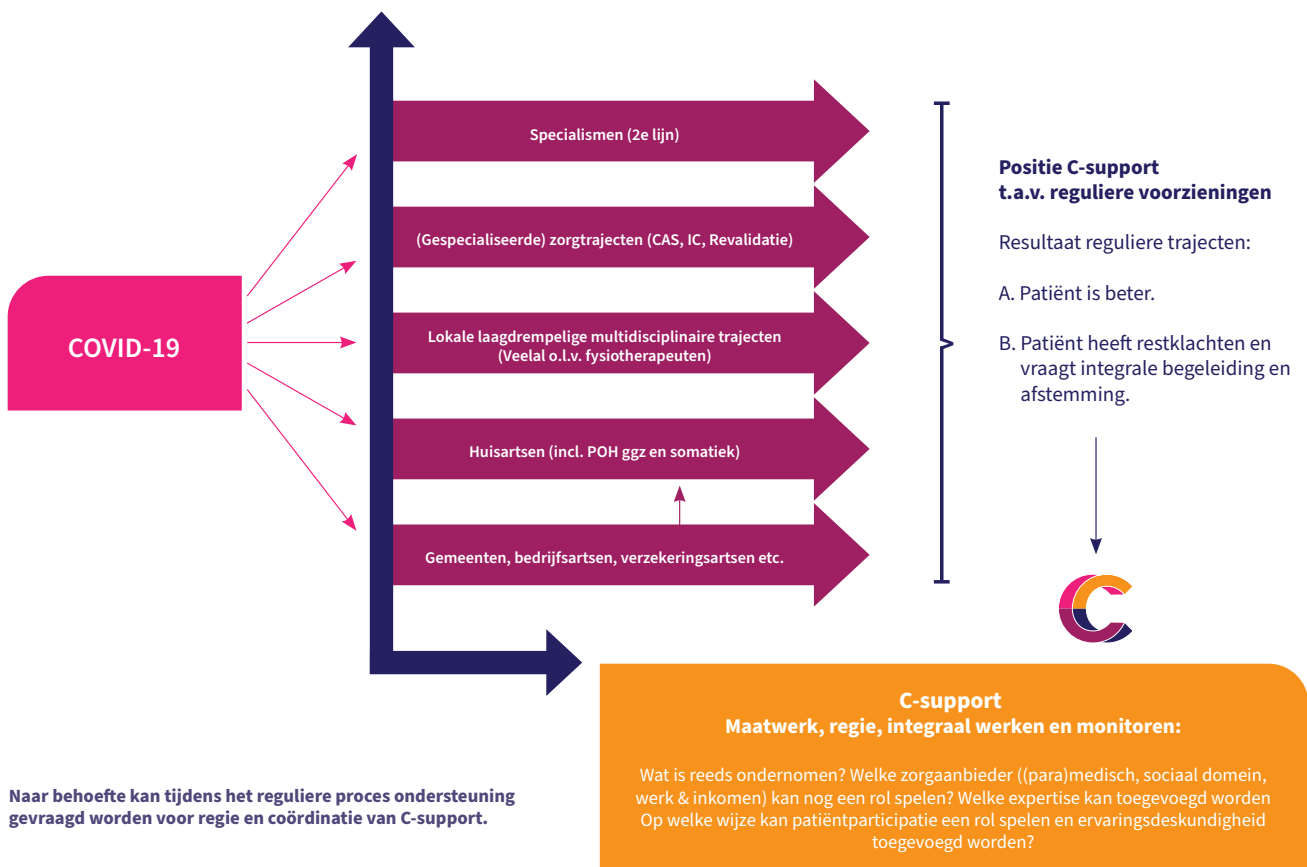 COVID-19
Specialismen (2e lijn)
(Gespecialiseerde) zorgtrajecten (CAS, IC, Revalidatie)
Lokale laagdrempelige multidisciplinaire trajecten
(Veelal o.l.v. fysiotherapeuten)
Huisartsen (incl. POH ggz en somatiek)
Gemeenten, bedrijfsartsen, verzekeringsartsen etc.
Positie C-support
t.a.v. reguliere voorzieningen
Resultaat reguliere trajecten:
A. Patiënt is beter.
B. Patiënt heeft restklachten en
vraagt integrale begeleiding en
afstemming.
C-support
Maatwerk, regie, integraal werken en monitoren:
Wat is reeds ondernomen? Welke zorgaanbieder ((para)medisch, sociaal domein,
werk & inkomen) kan nog een rol spelen? Welke expertise kan toegevoegd worden
Op welke wijze kan patiëntparticipatie een rol spelen en ervaringsdeskundigheid
toegevoegd worden?
Naar behoefte kan tijdens het reguliere proces ondersteuning
gevraagd worden voor regie en coördinatie van C-support.